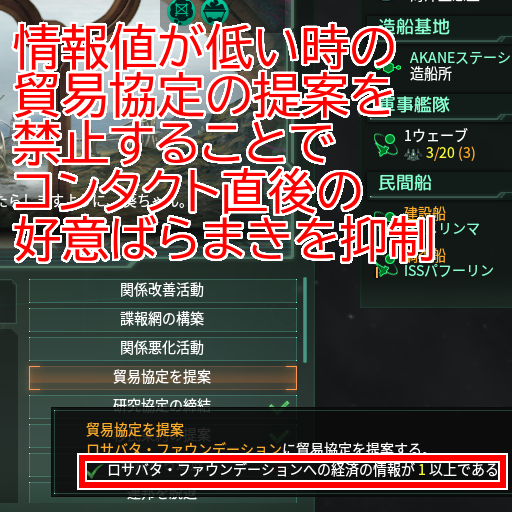 情報値が低い時の
貿易協定の提案を
禁止することで
コンタクト直後の
好意ばらまきを抑制
造船基地
AKANEステーシ
造船所
軍事艦隊
1ウェーブ
3/20 (3)
民間船
建設船
リンマ
ISSパフーリン
関係改善活動
諜報網の構築
関係悪化活動
貿易協定を提案
研究協定の締結
貿易協定を提案
ロサバタ・ファウンデーションに貿易協定を提案する。
ロサバタ・ファウンデーションへの経済の情報が1以上である